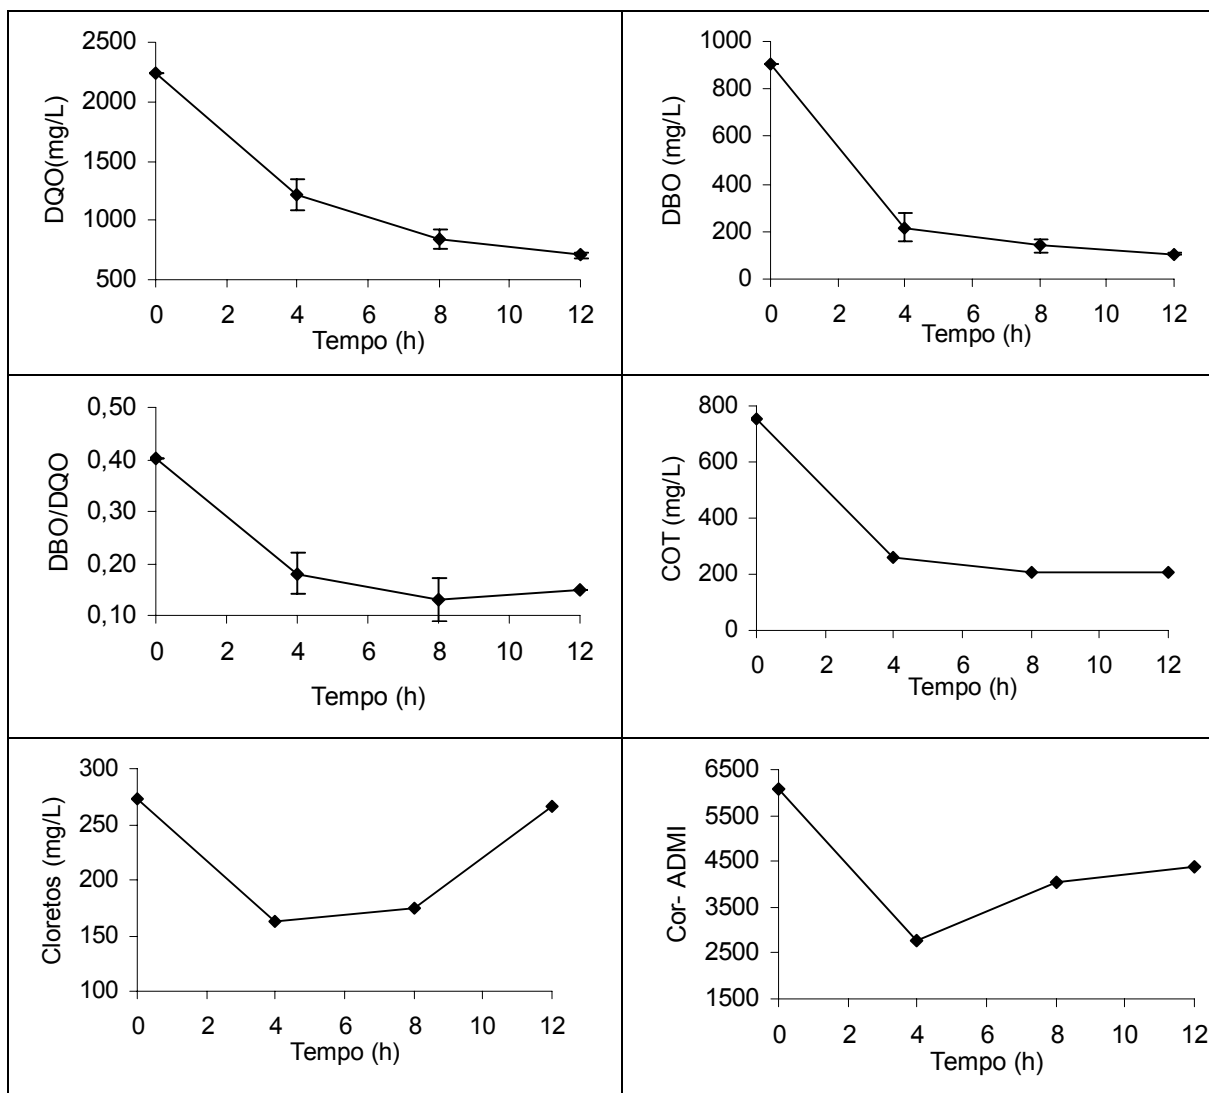 2500
2000
1500
1000
500
DQO(mg/L)
0 2 4 6 8 10 12
Tempo (h)
1000
800
600
400
200
0
DBO (mg/L)
0 2 4 6 8 10 12
Tempo (h)
0,50
0,40
0,30
0,20
0,10
DBO/DQO
0 2 4 6 8 10 12
Tempo (h)
800
600
400
200
0
COT (mg/L)
0 2 4 6 8 10 12
Tempo (h)
300
250
200
150
100
Cloretos (mg/L)
0 2 4 6 8 10 12
Tempo (h)
6500
5500
4500
3500
2500
1500
Cor- ADMI
0 2 4 6 8 10 12
Tempo (h)